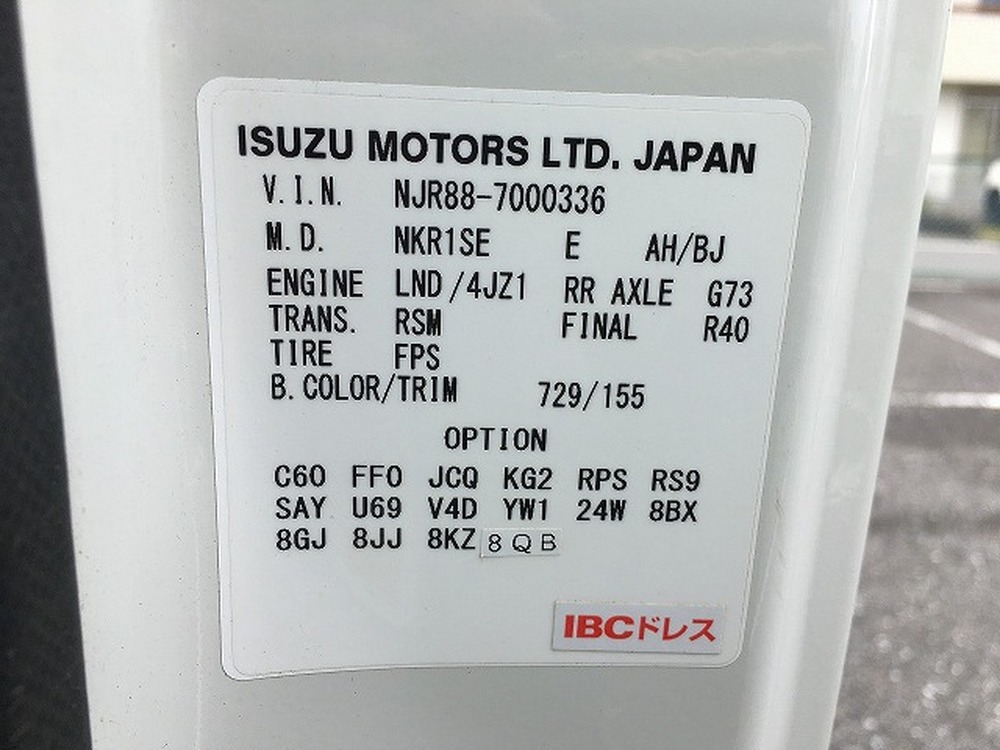 ISUZU MOTORS LTD. JAPAN
V.I.N. NJR88-7000336
M.D. NKR1SE E AH/BJ
ENGINE LND/4JZ1 RR AXLE G73
TRANS. RSM FINAL R40
TIRE FPS
B.COLOR/TRIM 729/155
OPTION
C60 FF0 JCQ KG2 RPS RS9
SAY U69 V4D YW1 24W 8BX
8GJ 8JJ 8KZ 8QB
IBCドレス